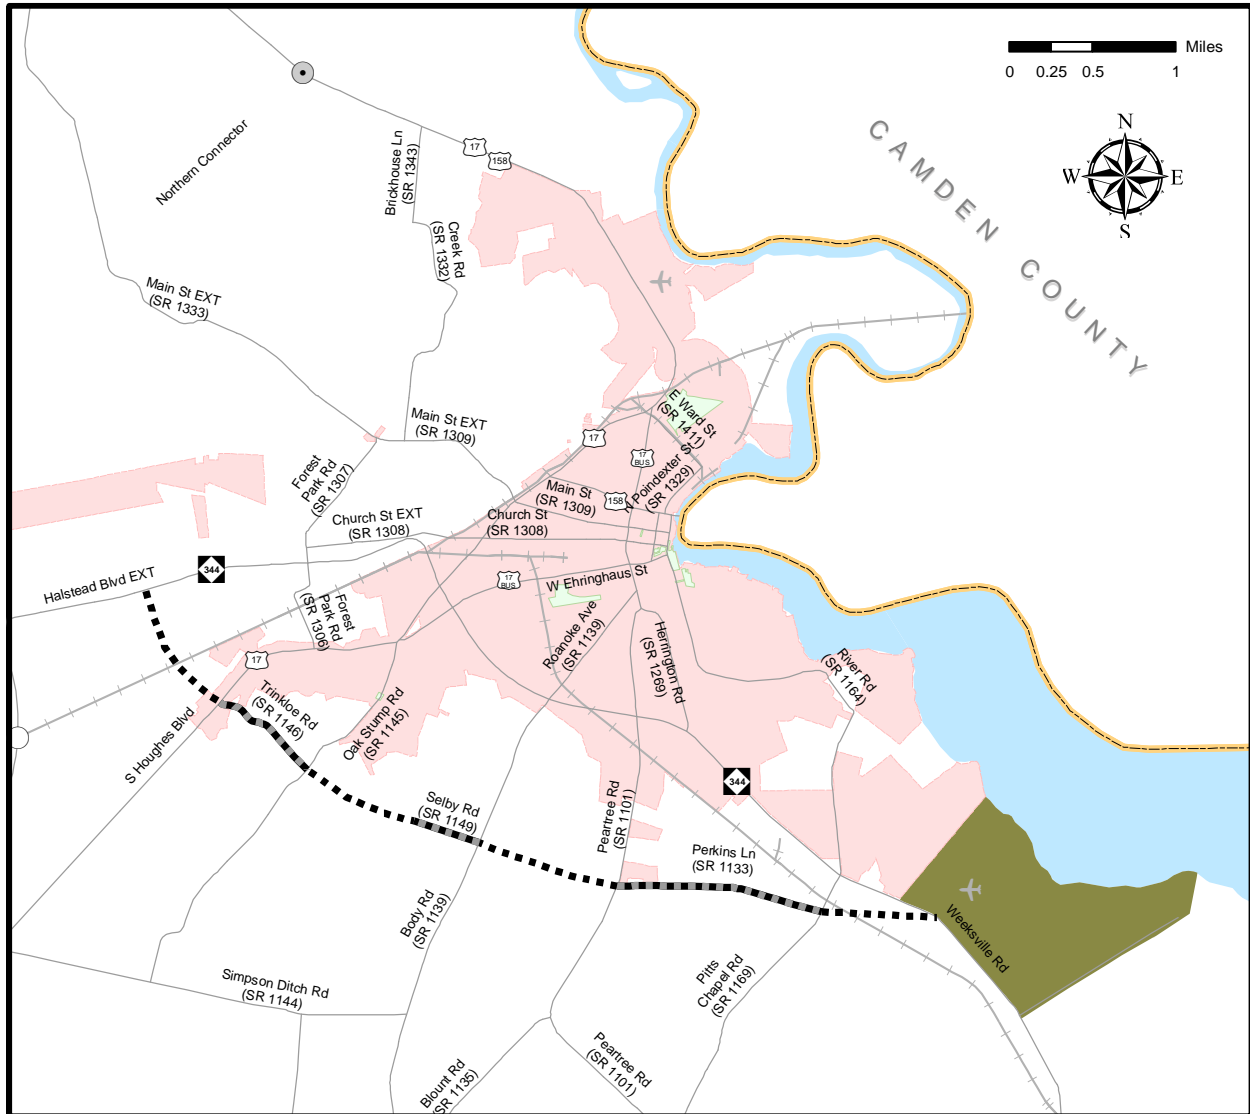 Miles
0 0.25 0.5 1
N
W E
S
CAMDEN COUNTY
Northern Connector
Brickhouse Ln
(SR 1343)
17
158
Creek Rd
(SR 1332)
Main St EXT
(SR 1333)
Main St EXT
(SR 1309)
E Ward St
(SR 1411)
17
17
BUS
Forest
Park Rd
(SR 1307)
Main St
(SR 1309)
158
N Poindexter St
(SR 1329)
Church St EXT
(SR 1308)
Church St
(SR 1308)
344
Halstead Blvd EXT
17
BUS
W Ehringhaus St
Forest
Park Rd
(SR 1306)
Roanoke Ave
(SR 1139)
Herrington Rd
(SR 1269)
River Rd
(SR 1164)
17
Trinkloe Rd
(SR 1146)
S Houghes Blvd
Oak Stump Rd
(SR 1145)
344
Selby Rd
(SR 1149)
Peartree Rd
(SR 1101)
Perkins Ln
(SR 1133)
Body Rd
(SR 1139)
Weeksville Rd
Pitts
Chapel Rd
(SR 1169)
Simpson Ditch Rd
(SR 1144)
Peartree Rd
(SR 1101)
Blount Rd
(SR 1135)